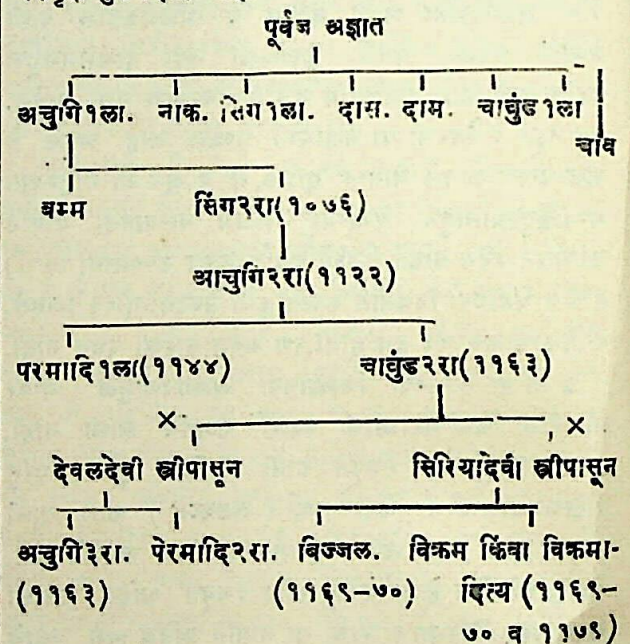 पूर्वज अज्ञात
अचुगि१ला. नाक. सिंग१ला. दास. दाम. चावुंड१ला
चाव
बम्म सिंग२रा(१०७६)
आचुगि२रा(११२२)
परमादि१ला(११४४) चावुंड२रा(११६३)
× ×
देवलदेवी स्त्रीपासून सिरियादेवी स्त्रीपासून
अचुगि३रा. पेरमादि२रा. बिज्जल. विक्रम किंवा विक्रमा-
(११६३) (११६९-७०) दित्य (११६९-
७० व ११७९)